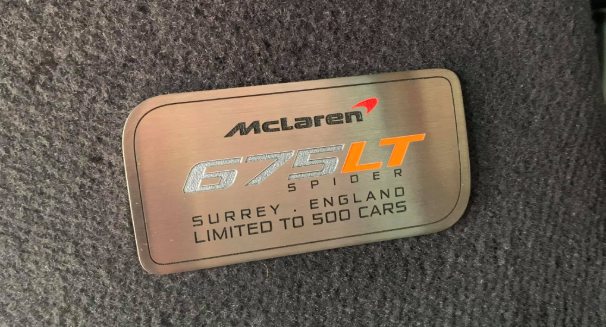 McLaren
675LT
SPIDER
SURREY . ENGLAND
LIMITED TO 500 CARS